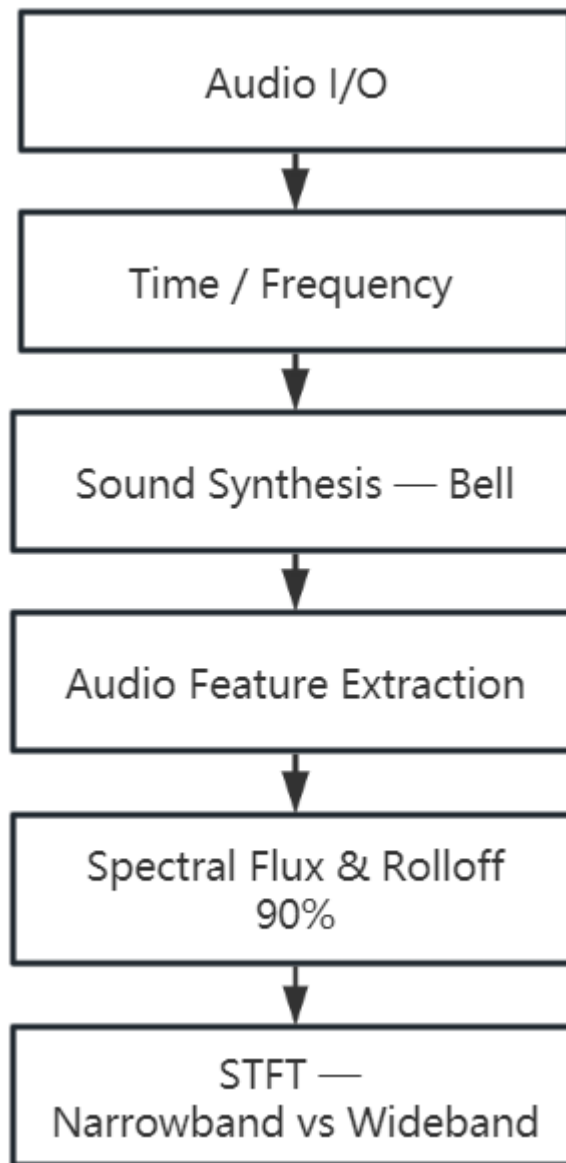 Audio I/O
Time / Frequency
Sound Synthesis — Bell
Audio Feature Extraction
Spectral Flux & Rolloff
90%
STFT —
Narrowband vs Wideband